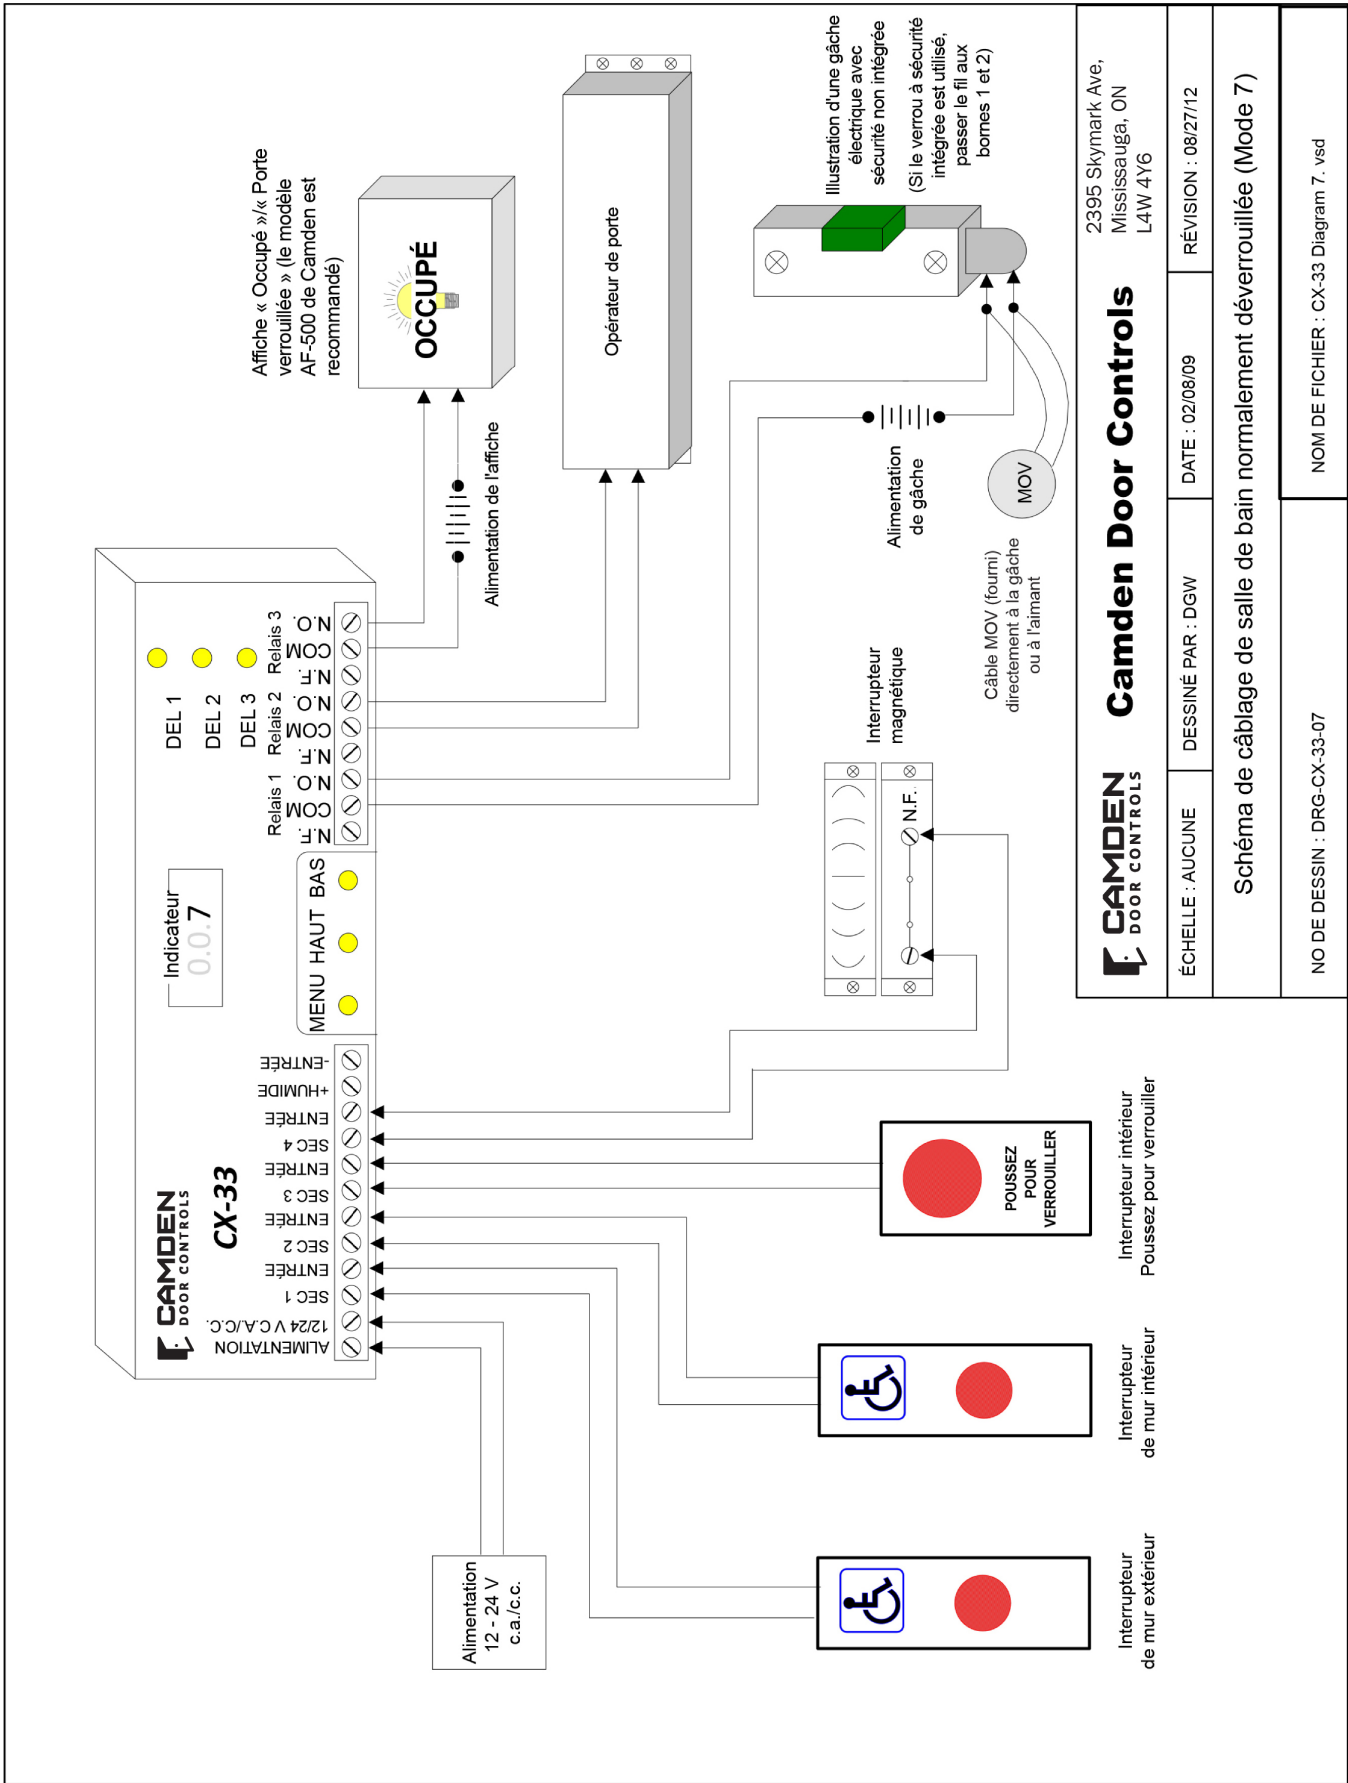 CAMDEN
DOOR CONTROLS
CX-33
Indicateur
0.0.7
DEL 1
DEL 2
DEL 3
MENU HAUT BAS
ALIMENTATION
12/24 V C.A./C.C.
SEC 1
ENTRÉE
SEC 2
ENTRÉE
SEC 3
ENTRÉE
SEC 4
ENTRÉE
+HUMIDE
-ENTRÉE
Relais 1
N.F.
COM
N.O.
Relais 2
N.F.
COM
N.O.
Relais 3
N.F.
COM
N.O.
Affiche « Occupé »/« Porte
verrouillée » (le modèle
AF-500 de Camden est
recommandé)
OCCUPÉ
Alimentation de l'affiche
Opérateur de porte
Illustration d'une gâche
électrique avec
sécurité non intégrée
(Si le verrou à sécurité
intégrée est utilisé,
passer le fil aux
bornes 1 et 2)
Alimentation
de gâche
MOV
Câble MOV (fourni)
directement à la gâche
ou à l'aimant
Interrupteur
magnétique
N.F.
Alimentation
12 - 24 V
c.a./c.c.
Interrupteur
de mur extérieur
Interrupteur
de mur intérieur
POUSSEZ
POUR
VERROUILLER
Interrupteur intérieur
Poussez pour verrouiller
CAMDEN
DOOR CONTROLS
Camden Door Controls
2395 Skymark Ave,
Mississauga, ON
L4W 4Y6
ÉCHELLE : AUCUNE
DESSINÉ PAR : DGW
DATE : 02/08/09
RÉVISION : 08/27/12
Schéma de câblage de salle de bain normalement déverrouillée (Mode 7)
NO DE DESSIN : DRG-CX-33-07
NOM DE FICHIER : CX-33 Diagram 7. vsd